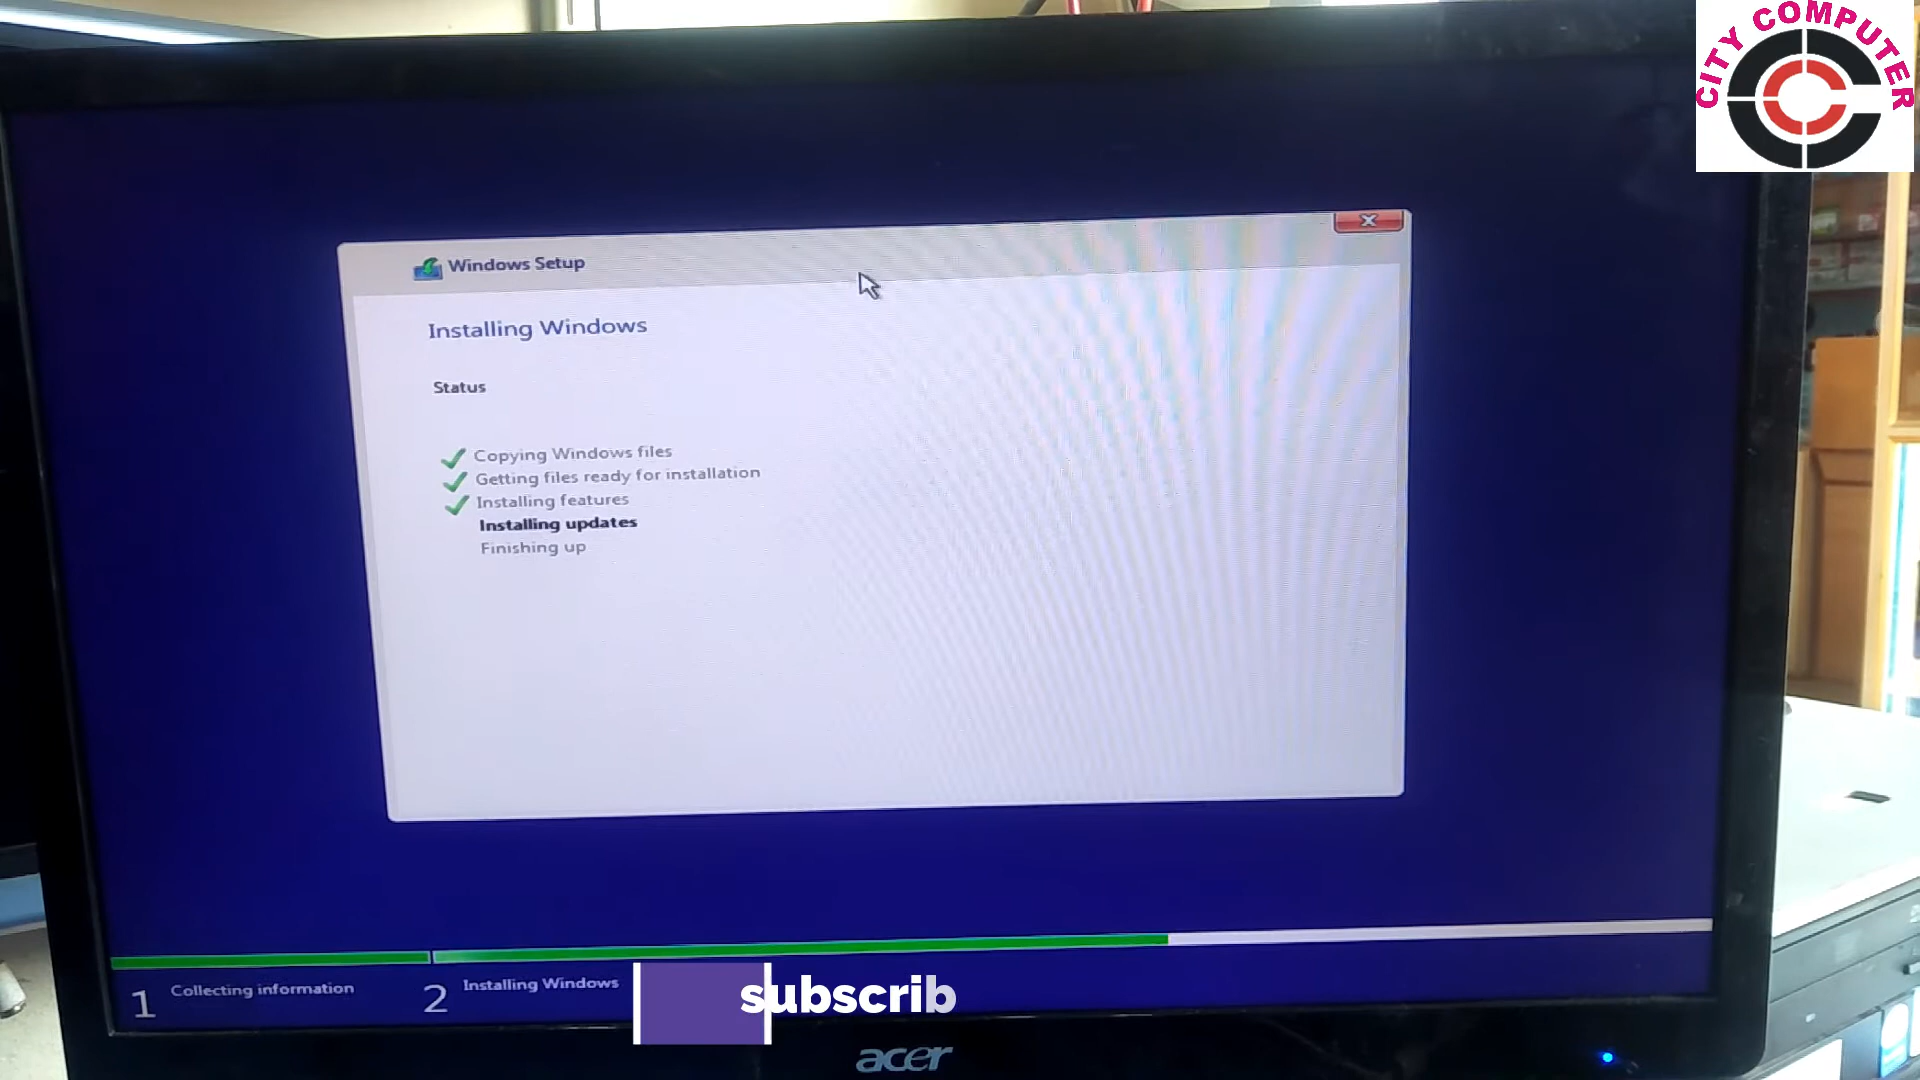 CITY COMPUTER
Windows Setup
Installing Windows
Status
Copying Windows files
Getting files ready for installation
Installing features
Installing updates
Finishing up
1 Collecting information
2 Installing Windows
subscrib
acer